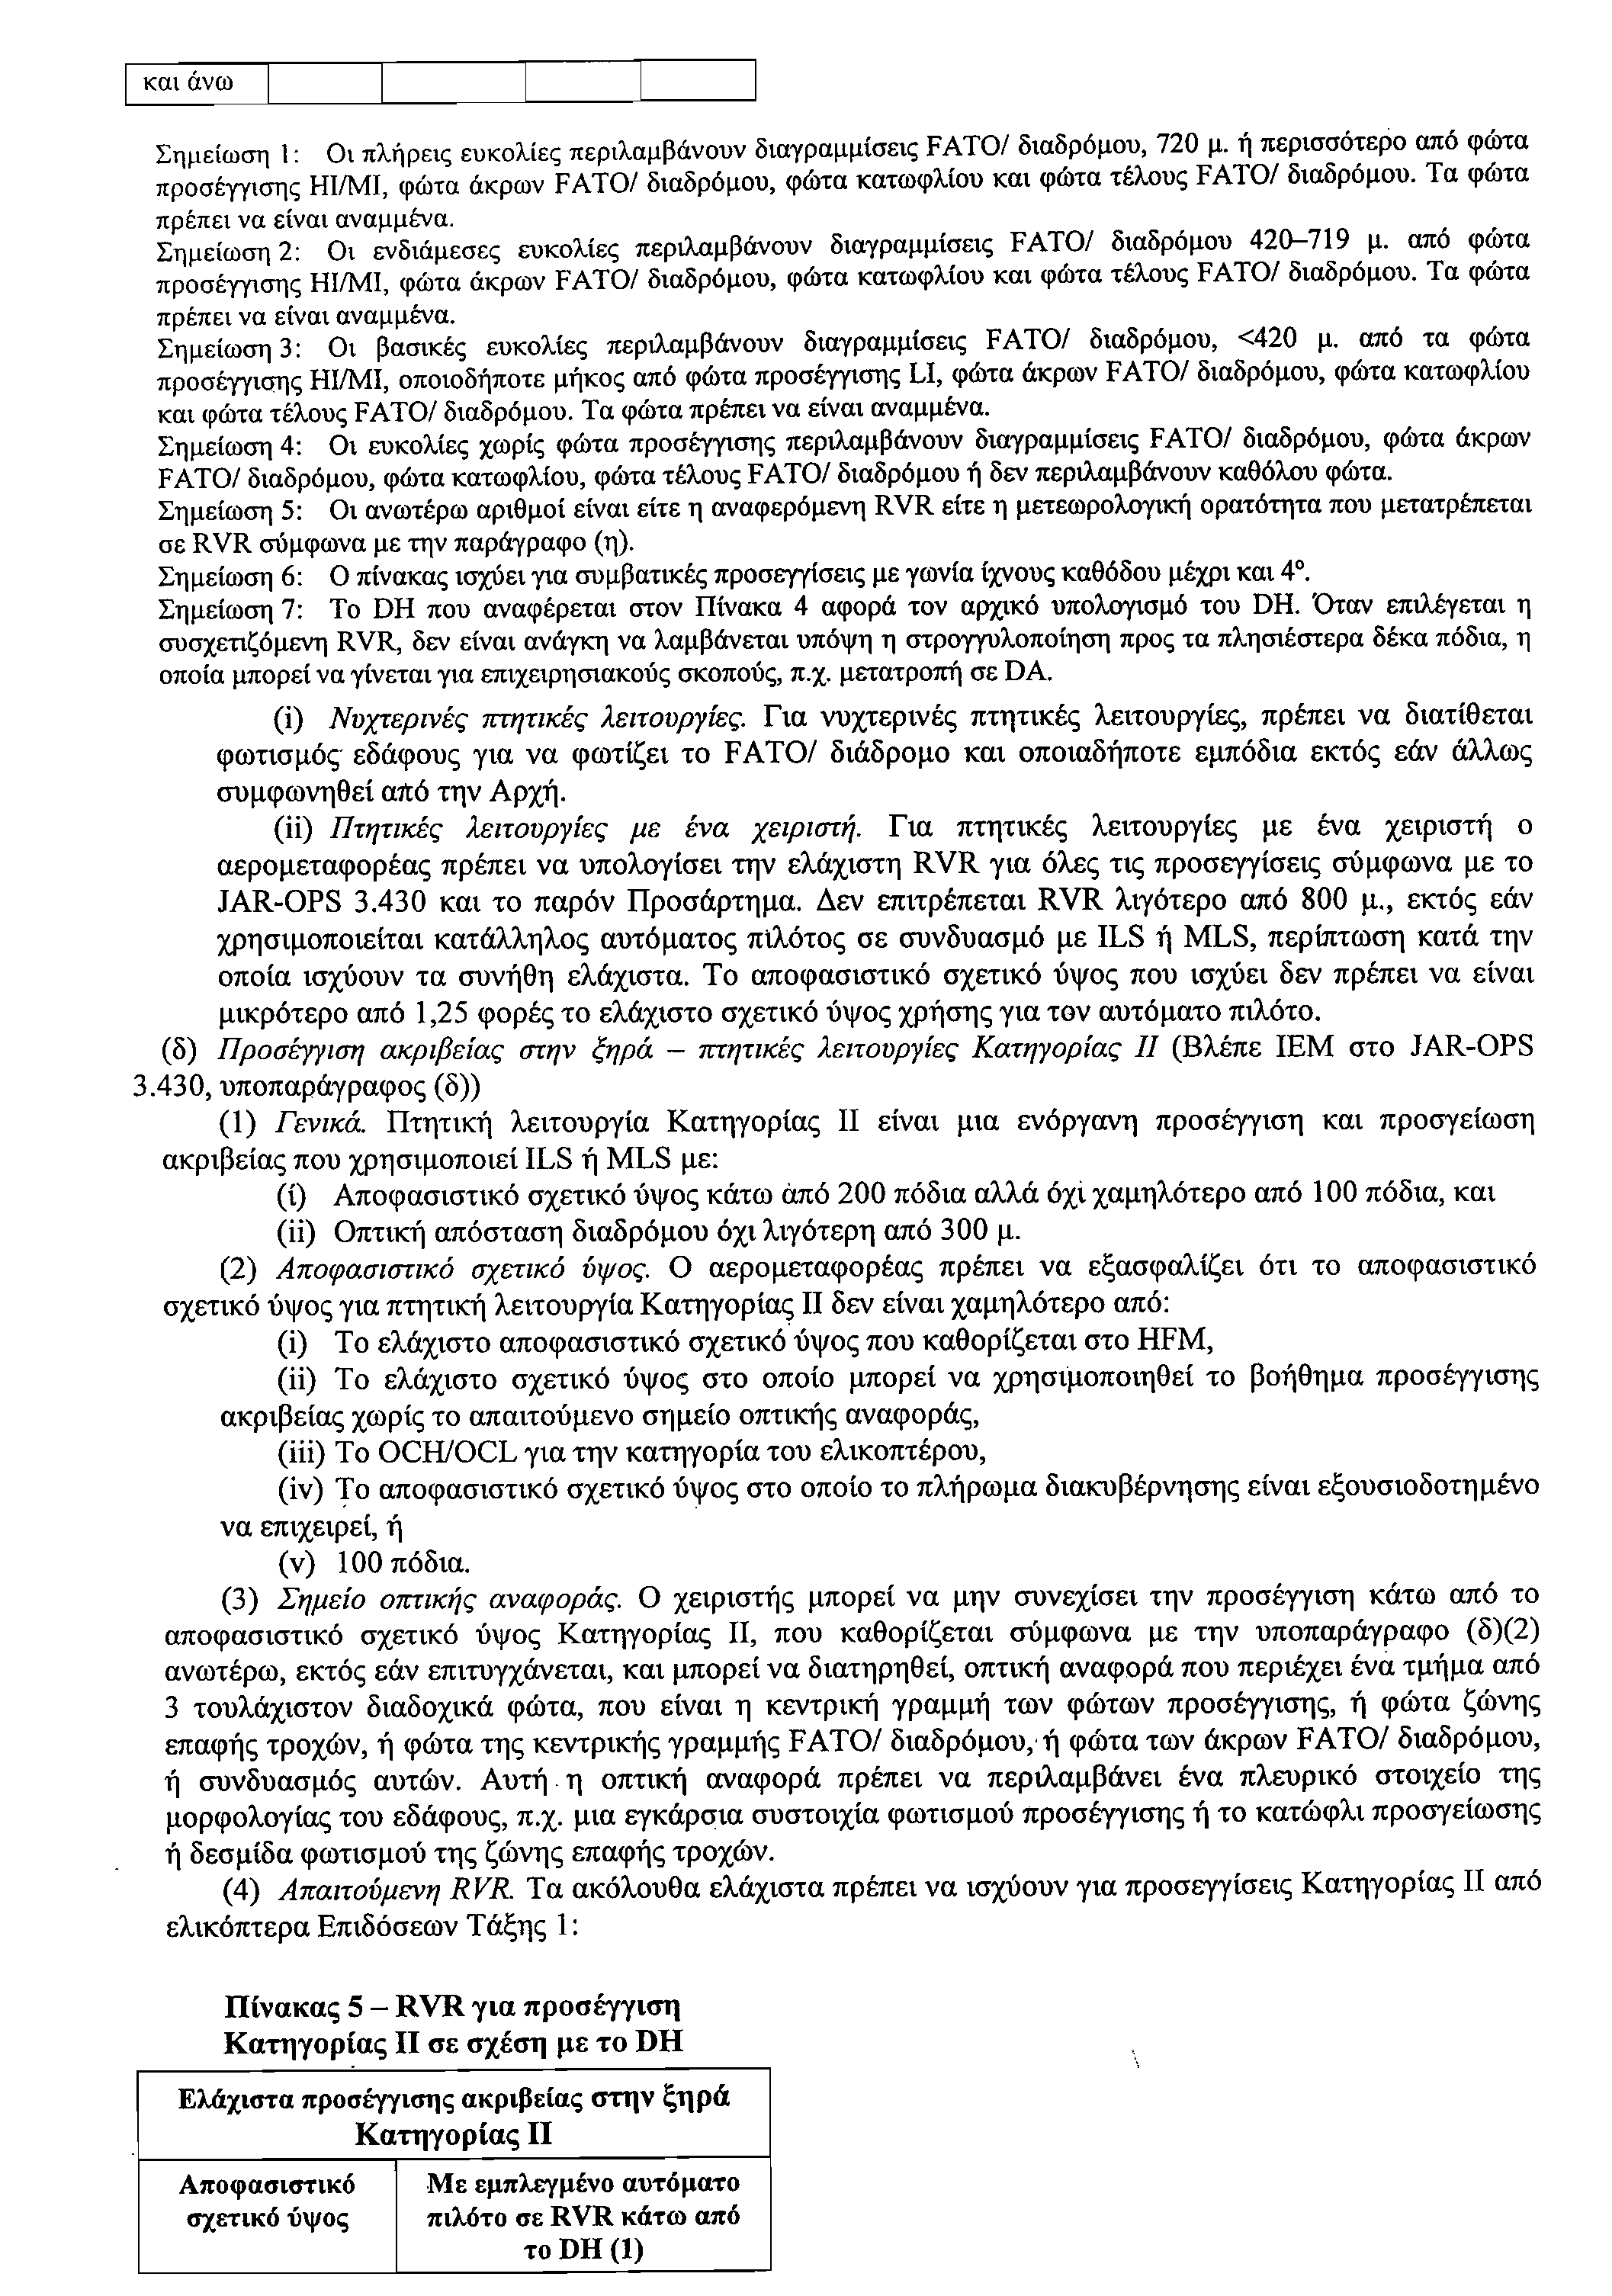 και άνω
Σημείωση 1: Οι πλήρεις ευκολίες περιλαμβάνουν διαγραμμίσεις FATO/ διαδρόμου, 720 μ. ή περισσότερο από φώτα
προσέγγισης HI/MI, φώτα άκρων FATO/ διαδρόμου, φώτα κατωφλίου και φώτα τέλους FATO/ διαδρόμου. Τα φώτα
πρέπει να είναι αναμμένα.
Σημείωση 2: Οι ενδιάμεσες ευκολίες περιλαμβάνουν διαγραμμίσεις FATO/ διαδρόμου 420–719 μ. από φώτα
προσέγγισης HI/MI, φώτα άκρων FATO/ διαδρόμου, φώτα κατωφλίου και φώτα τέλους FATO/ διαδρόμου. Τα φώτα
πρέπει να είναι αναμμένα.
Σημείωση 3: Οι βασικές ευκολίες περιλαμβάνουν διαγραμμίσεις FATO/ διαδρόμου, <420 μ. από τα φώτα
προσέγγισης HI/MI, οποιοδήποτε μήκος από φώτα προσέγγισης LI, φώτα άκρων FATO/ διαδρόμου, φώτα κατωφλίου
και φώτα τέλους FATO/ διαδρόμου. Τα φώτα πρέπει να είναι αναμμένα.
Σημείωση 4: Οι ευκολίες χωρίς φώτα προσέγγισης περιλαμβάνουν διαγραμμίσεις FATO/ διαδρόμου, φώτα άκρων
FATO/ διαδρόμου, φώτα κατωφλίου, φώτα τέλους FATO/ διαδρόμου ή δεν περιλαμβάνουν καθόλου φώτα.
Σημείωση 5: Οι ανωτέρω αριθμοί είναι είτε η αναφερόμενη RVR είτε η μετεωρολογική ορατότητα που μετατρέπεται
σε RVR σύμφωνα με την παράγραφο (η).
Σημείωση 6: Ο πίνακας ισχύει για συμβατικές προσεγγίσεις με γωνία ίχνους καθόδου μέχρι και 4°.
Σημείωση 7: Το DH που αναφέρεται στον Πίνακα 4 αφορά τον αρχικό υπολογισμό του DH. Όταν επιλέγεται η
συσχετιζόμενη RVR, δεν είναι ανάγκη να λαμβάνεται υπόψη η στρογγυλοποίηση προς τα πλησιέστερα δέκα πόδια, η
οποία μπορεί να γίνεται για επιχειρησιακούς σκοπούς, π.χ. μετατροπή σε DA.
(i) Νυχτερινές πτητικές λειτουργίες. Για νυχτερινές πτητικές λειτουργίες, πρέπει να διατίθεται
φωτισμός εδάφους για να φωτίζει το FATO/ διάδρομο και οποιαδήποτε εμπόδια εκτός εάν άλλως
συμφωνηθεί από την Αρχή.
(ii) Πτητικές λειτουργίες με ένα χειριστή. Για πτητικές λειτουργίες με ένα χειριστή ο
αερομεταφορέας πρέπει να υπολογίσει την ελάχιστη RVR για όλες τις προσεγγίσεις σύμφωνα με το
JAR-OPS 3.430 και το παρόν Προσάρτημα. Δεν επιτρέπεται RVR λιγότερο από 800 μ., εκτός εάν
χρησιμοποιείται κατάλληλος αυτόματος πιλότος σε συνδυασμό με ILS ή MLS, περίπτωση κατά την
οποία ισχύουν τα συνήθη ελάχιστα. Το αποφασιστικό σχετικό ύψος που ισχύει δεν πρέπει να είναι
μικρότερο από 1,25 φορές το ελάχιστο σχετικό ύψος χρήσης για τον αυτόματο πιλότο.
(δ) Προσέγγιση ακριβείας στην ξηρά – πτητικές λειτουργίες Κατηγορίας II (Βλέπε IEM στο JAR-OPS
3.430, υποπαράγραφος (δ))
(1) Γενικά. Πτητική λειτουργία Κατηγορίας II είναι μια ενόργανη προσέγγιση και προσγείωση
ακριβείας που χρησιμοποιεί ILS ή MLS με:
(i) Αποφασιστικό σχετικό ύψος κάτω από 200 πόδια αλλά όχι χαμηλότερο από 100 πόδια, και
(ii) Οπτική απόσταση διαδρόμου όχι λιγότερη από 300 μ.
(2) Αποφασιστικό σχετικό ύψος. Ο αερομεταφορέας πρέπει να εξασφαλίζει ότι το αποφασιστικό
σχετικό ύψος για πτητική λειτουργία Κατηγορίας II δεν είναι χαμηλότερο από:
(i) Το ελάχιστο αποφασιστικό σχετικό ύψος που καθορίζεται στο HFM,
(ii) Το ελάχιστο σχετικό ύψος στο οποίο μπορεί να χρησιμοποιηθεί το βοήθημα προσέγγισης
ακριβείας χωρίς το απαιτούμενο σημείο οπτικής αναφοράς,
(iii) Το OCH/OCL για την κατηγορία του ελικοπτέρου,
(iv) Το αποφασιστικό σχετικό ύψος στο οποίο το πλήρωμα διακυβέρνησης είναι εξουσιοδοτημένο
να επιχειρεί, ή
(v) 100 πόδια.
(3) Σημείο οπτικής αναφοράς. Ο χειριστής μπορεί να μην συνεχίσει την προσέγγιση κάτω από το
αποφασιστικό σχετικό ύψος Κατηγορίας II, που καθορίζεται σύμφωνα με την υποπαράγραφο (δ)(2)
ανωτέρω, εκτός εάν επιτυγχάνεται, και μπορεί να διατηρηθεί, οπτική αναφορά που περιέχει ένα τμήμα από
3 τουλάχιστον διαδοχικά φώτα, που είναι η κεντρική γραμμή των φώτων προσέγγισης, ή φώτα ζώνης
επαφής τροχών, ή φώτα της κεντρικής γραμμής FATO/ διαδρόμου, ή φώτα των άκρων FATO/ διαδρόμου,
ή συνδυασμός αυτών. Αυτή η οπτική αναφορά πρέπει να περιλαμβάνει ένα πλευρικό στοιχείο της
μορφολογίας του εδάφους, π.χ. μια εγκάρσια συστοιχία φωτισμού προσέγγισης ή το κατώφλι προσγείωσης
ή δεσμίδα φωτισμού της ζώνης επαφής τροχών.
(4) Απαιτούμενη RVR. Τα ακόλουθα ελάχιστα πρέπει να ισχύουν για προσεγγίσεις Κατηγορίας II από
ελικόπτερα Επιδόσεων Τάξης 1:
Πίνακας 5 – RVR για προσέγγιση
Κατηγορίας II σε σχέση με το DH
Ελάχιστα προσέγγισης ακριβείας στην ξηρά
Κατηγορίας II
Αποφασιστικό
σχετικό ύψος
Με εμπλεγμένο αυτόματο
πιλότο σε RVR κάτω από
το DH (1)